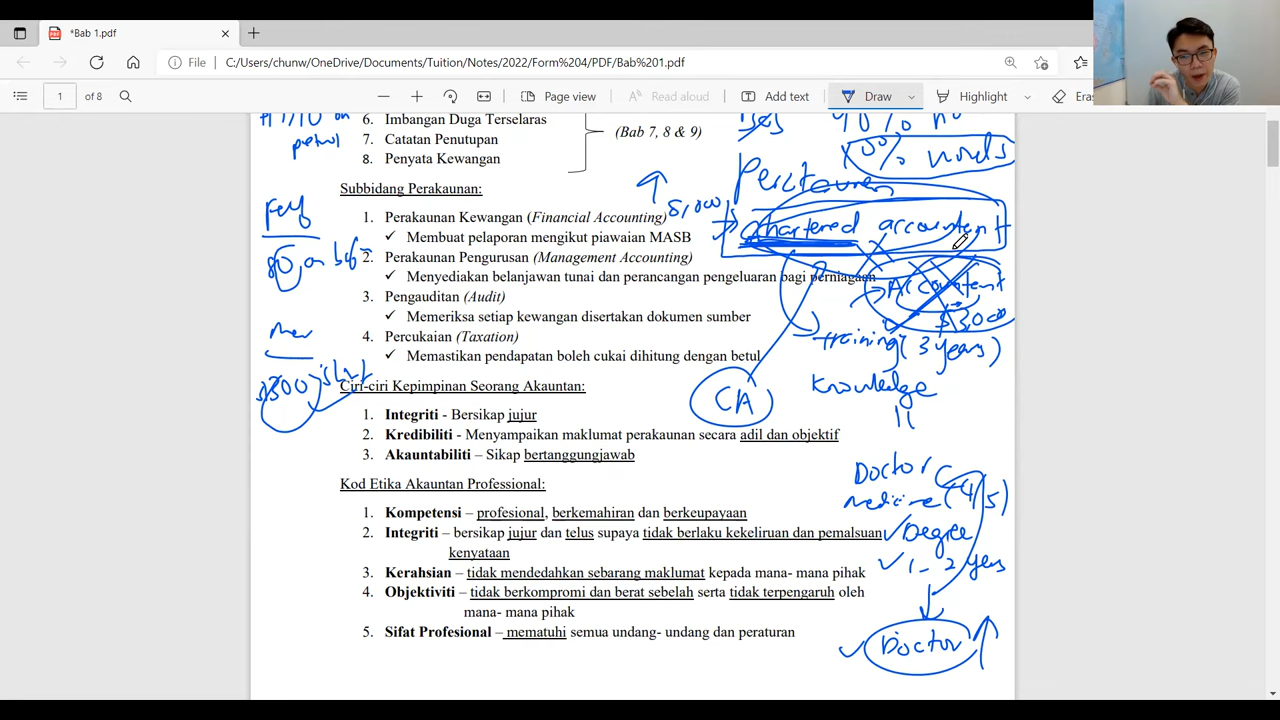 *Bab 1.pdf
File
C:/Users/chunw/OneDrive/Documents/Tuition/Notes/2022/Form%204/PDF/Bab%201.pdf
1 of 8
Page view
Read aloud
Add text
Draw
Highlight
Eras
6. Imbangan Duga Terselaras
7. Catatan Penutupan
8. Penyata Kewangan
(Bab 7, 8 & 9)
petrol
90%
words
Subbidang Perakaunan:
1. Perakaunan Kewangan (Financial Accounting)
✓ Membuat pelaporan mengikut piawaian MASB
2. Perakaunan Pengurusan (Management Accounting)
✓ Menyediakan belanjawan tunai dan perancangan pengeluaran bagi perniagaan
3. Pengauditan (Audit)
✓ Memeriksa setiap kewangan disertakan dokumen sumber
4. Percukaian (Taxation)
✓ Memastikan pendapatan boleh cukai dihitung dengan betul
chartered accountant
Accountant
training (3 years)
knowledge
CA
Ciri-ciri Kepimpinan Seorang Akauntan:
1. Integriti - Bersikap jujur
2. Kredibiliti - Menyampaikan maklumat perakaunan secara adil dan objektif
3. Akauntabiliti – Sikap bertanggungjawab
Kod Etika Akauntan Professional:
1. Kompetensi – profesional, berkemahiran dan berkeupayaan
2. Integriti – bersikap jujur dan telus supaya tidak berlaku kekeliruan dan pemalsuan
kenyataan
3. Kerahsian – tidak mendedahkan sebarang maklumat kepada mana- mana pihak
4. Objektiviti – tidak berkompromi dan berat sebelah serta tidak terpengaruh oleh
mana- mana pihak
5. Sifat Profesional – mematuhi semua undang- undang dan peraturan
Doctor
medicine (4/5)
✓ Degree
✓ 1 - 2 years
✓ Doctor